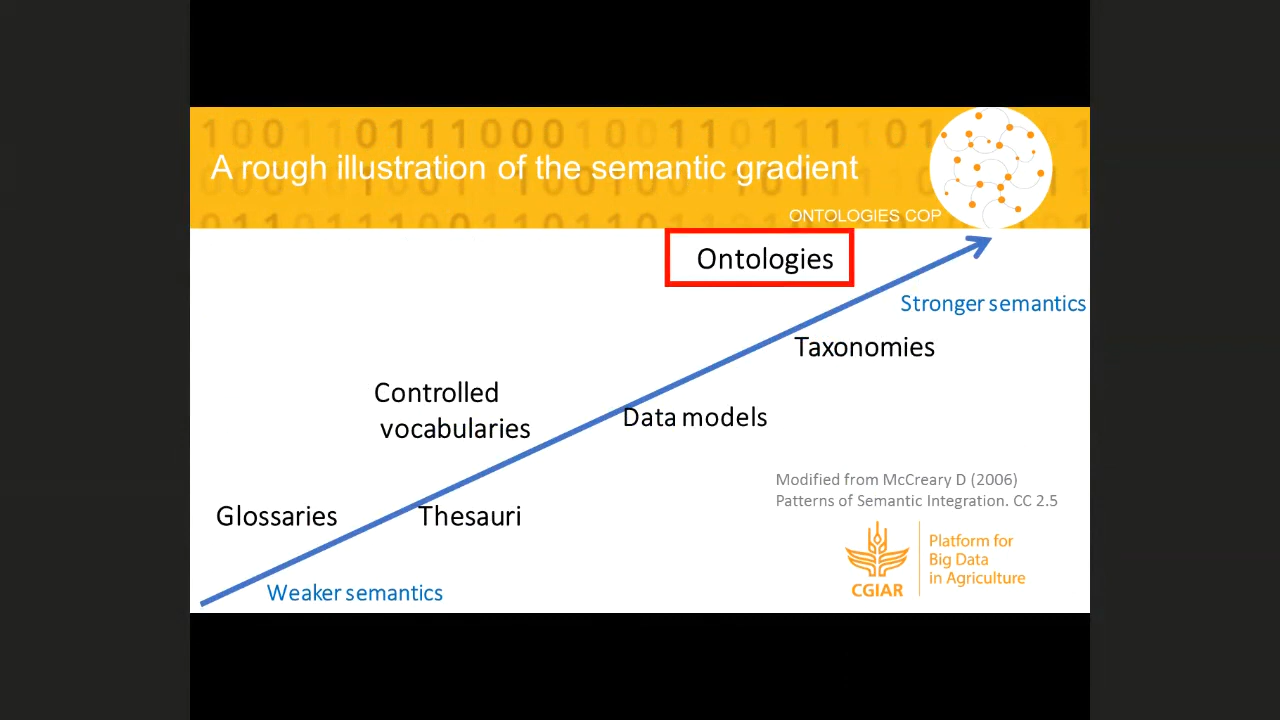 A rough illustration of the semantic gradient
ONTOLOGIES COP
Ontologies
Stronger semantics
Taxonomies
Controlled
vocabularies
Data models
Modified from McCreary D (2006)
Patterns of Semantic Integration. CC 2.5
Glossaries
Thesauri
Platform for
Big Data
in Agriculture
CGIAR
Weaker semantics